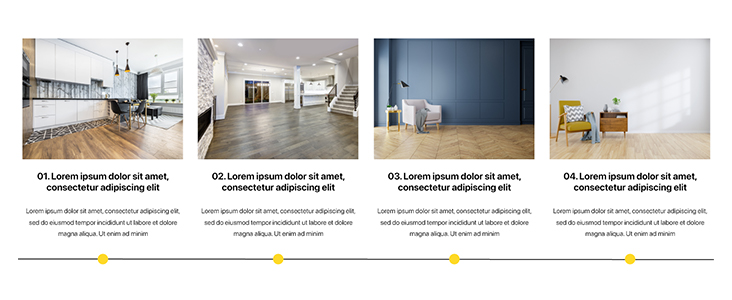 01. Lorem ipsum dolor sit amet,
consectetur adipiscing elit
Lorem ipsum dolor sit amet, consectetur adipiscing elit,
sed do eiusmod tempor incididunt ut labore et dolore
magna aliqua. Ut enim ad minim
02. Lorem ipsum dolor sit amet,
consectetur adipiscing elit
Lorem ipsum dolor sit amet, consectetur adipiscing elit,
sed do eiusmod tempor incididunt ut labore et dolore
magna aliqua. Ut enim ad minim
03. Lorem ipsum dolor sit amet,
consectetur adipiscing elit
Lorem ipsum dolor sit amet, consectetur adipiscing elit,
sed do eiusmod tempor incididunt ut labore et dolore
magna aliqua. Ut enim ad minim
04. Lorem ipsum dolor sit amet,
consectetur adipiscing elit
Lorem ipsum dolor sit amet, consectetur adipiscing elit,
sed do eiusmod tempor incididunt ut labore et dolore
magna aliqua. Ut enim ad minim